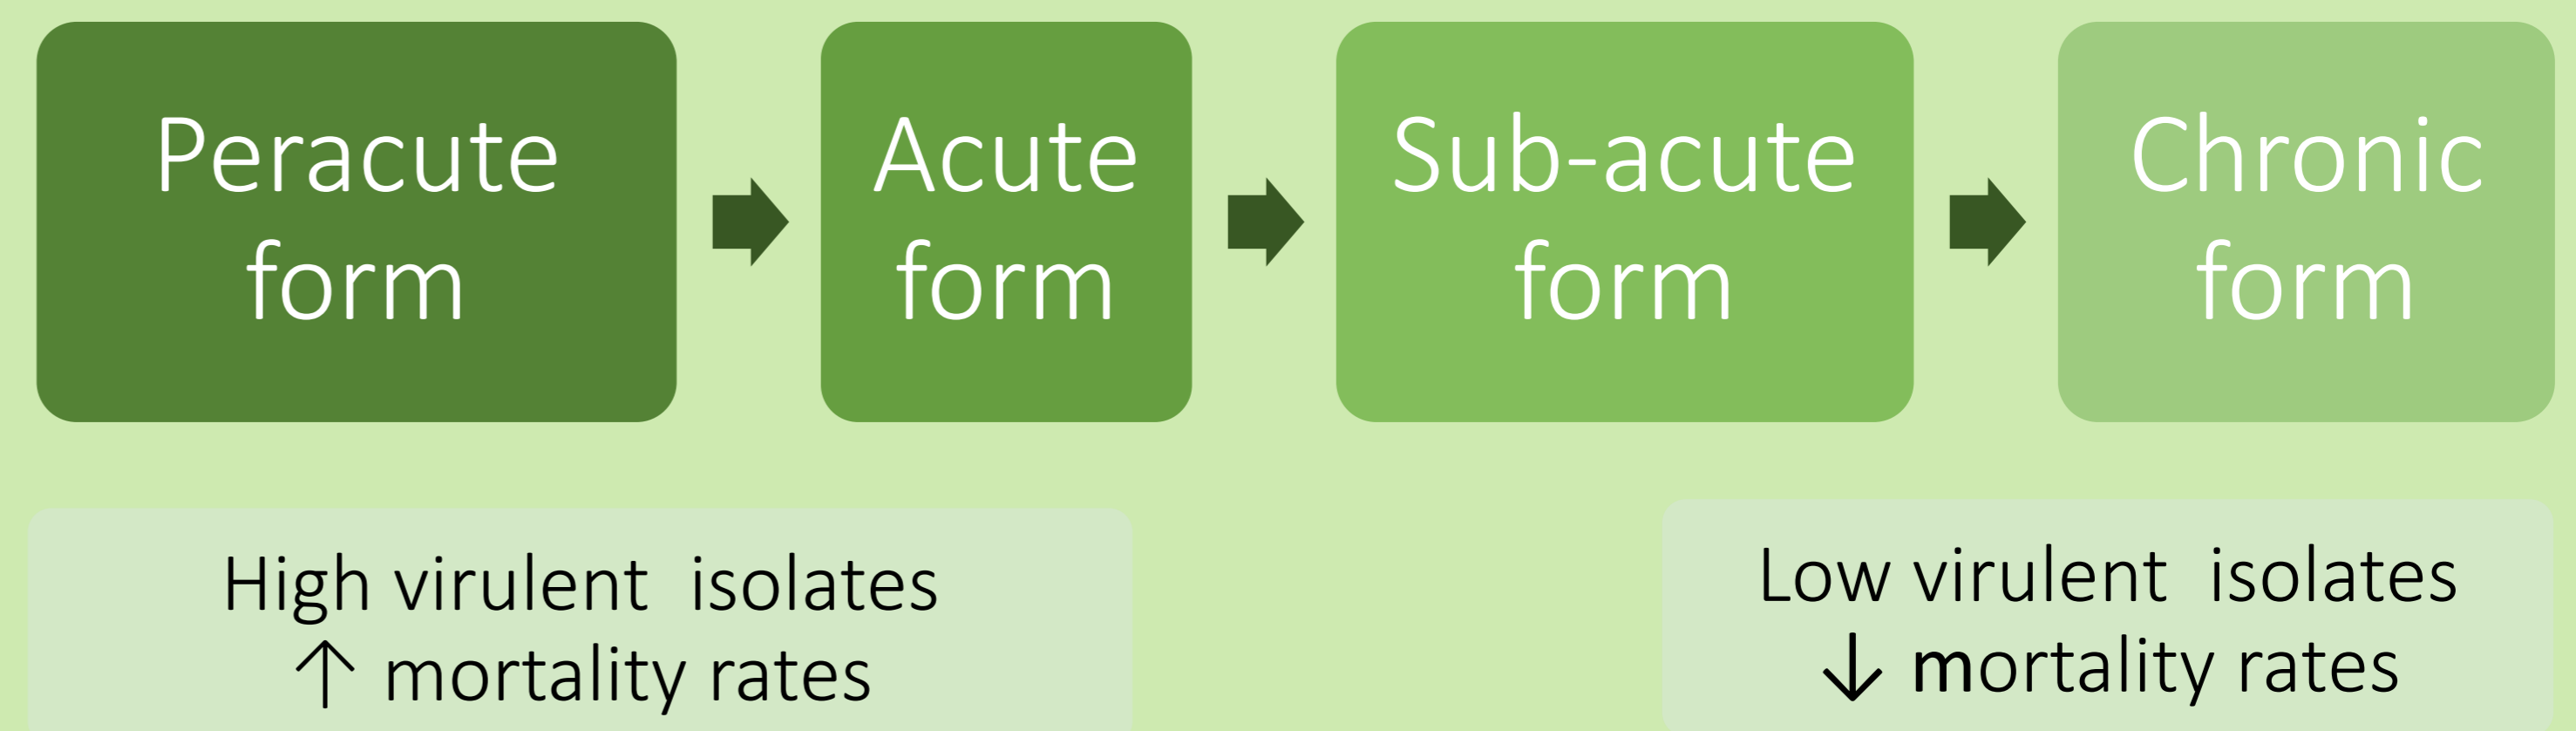 Peracute
form
Acute
form
Sub-acute
form
Chronic
form
High virulent  isolates
↑ mortality rates
Low virulent  isolates
↓ mortality rates